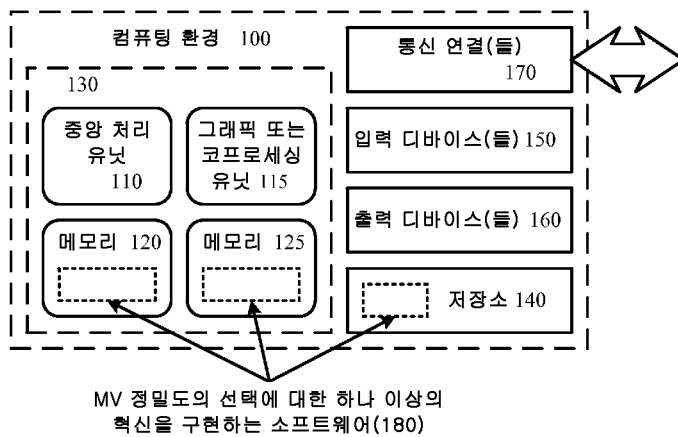 컴퓨팅 환경 100
130
중앙 처리
유닛
110
그래픽 또는
코프로세싱
유닛 115
메모리 120
메모리 125
통신 연결(들)
170
입력 디바이스(들) 150
출력 디바이스(들) 160
저장소 140
MV 정밀도의 선택에 대한 하나 이상의
혁신을 구현하는 소프트웨어(180)